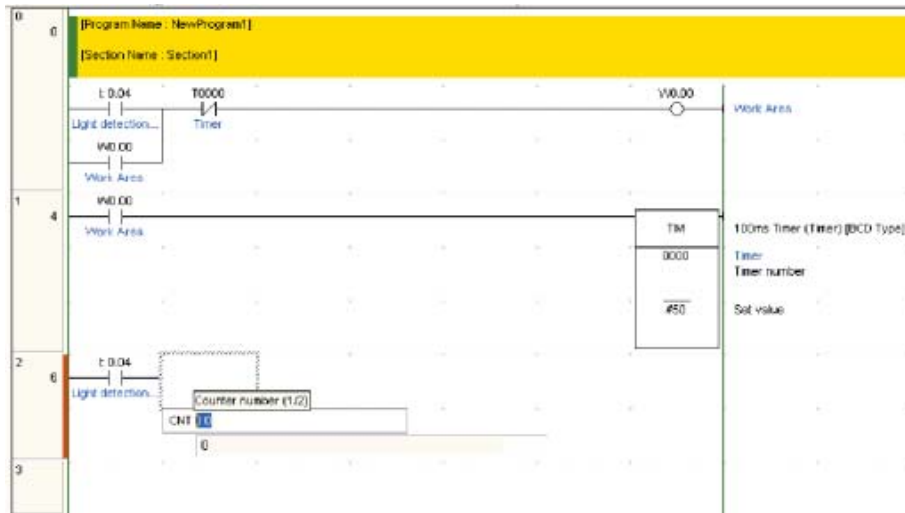 0
0
[Program Name : NewProgram1]
[Section Name : Section1]
I: 0.04
T0000
W0.00
Light detection...
Timer
Work Area
W0.00
Work Area
1
4
W0.00
Work Area
TIM
100ms Timer (Timer) [BCD Type]
0000
Timer
Timer number
#50
Set value
2
6
I: 0.04
Light detection...
Counter number (1/2)
CNT
0
3